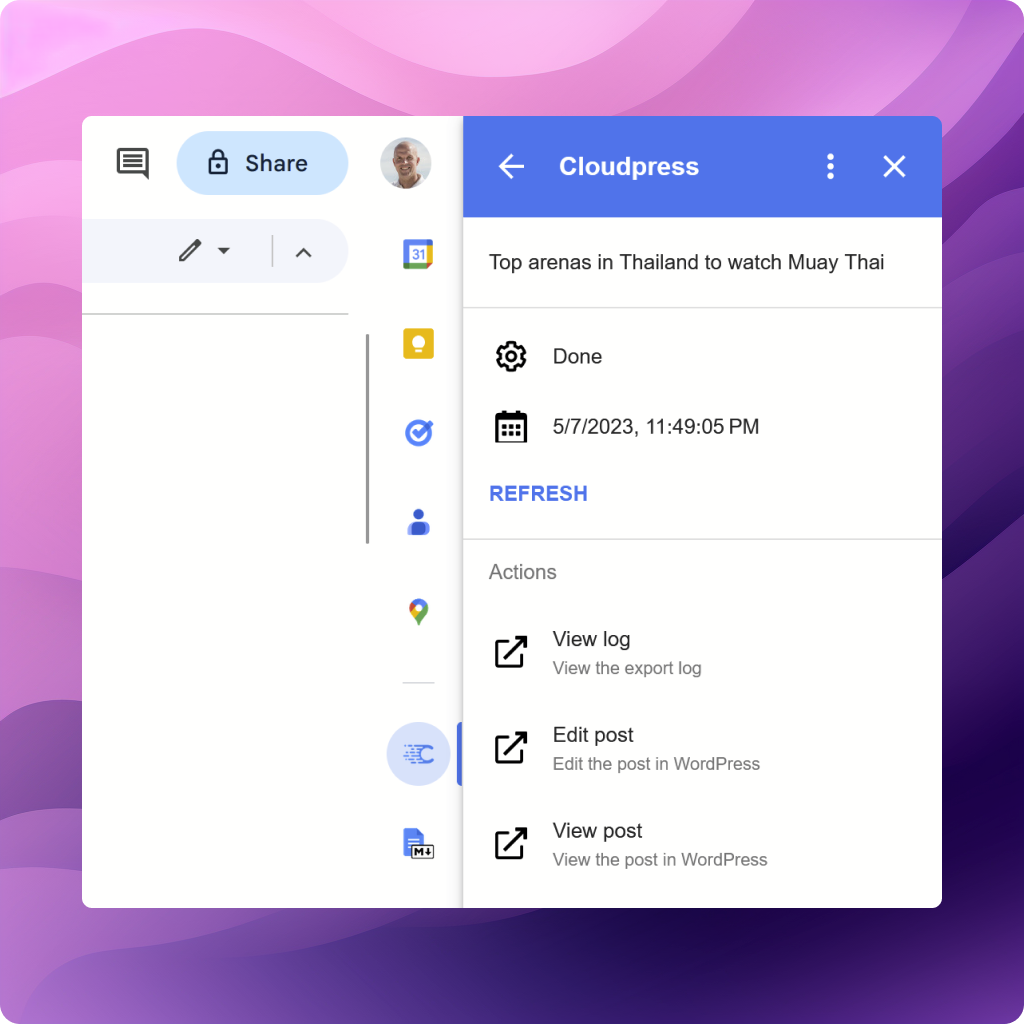 Share
31
M↓
Cloudpress
Top arenas in Thailand to watch Muay Thai
Done
5/7/2023, 11:49:05 PM
REFRESH
Actions
View log
View the export log
Edit post
Edit the post in WordPress
View post
View the post in WordPress